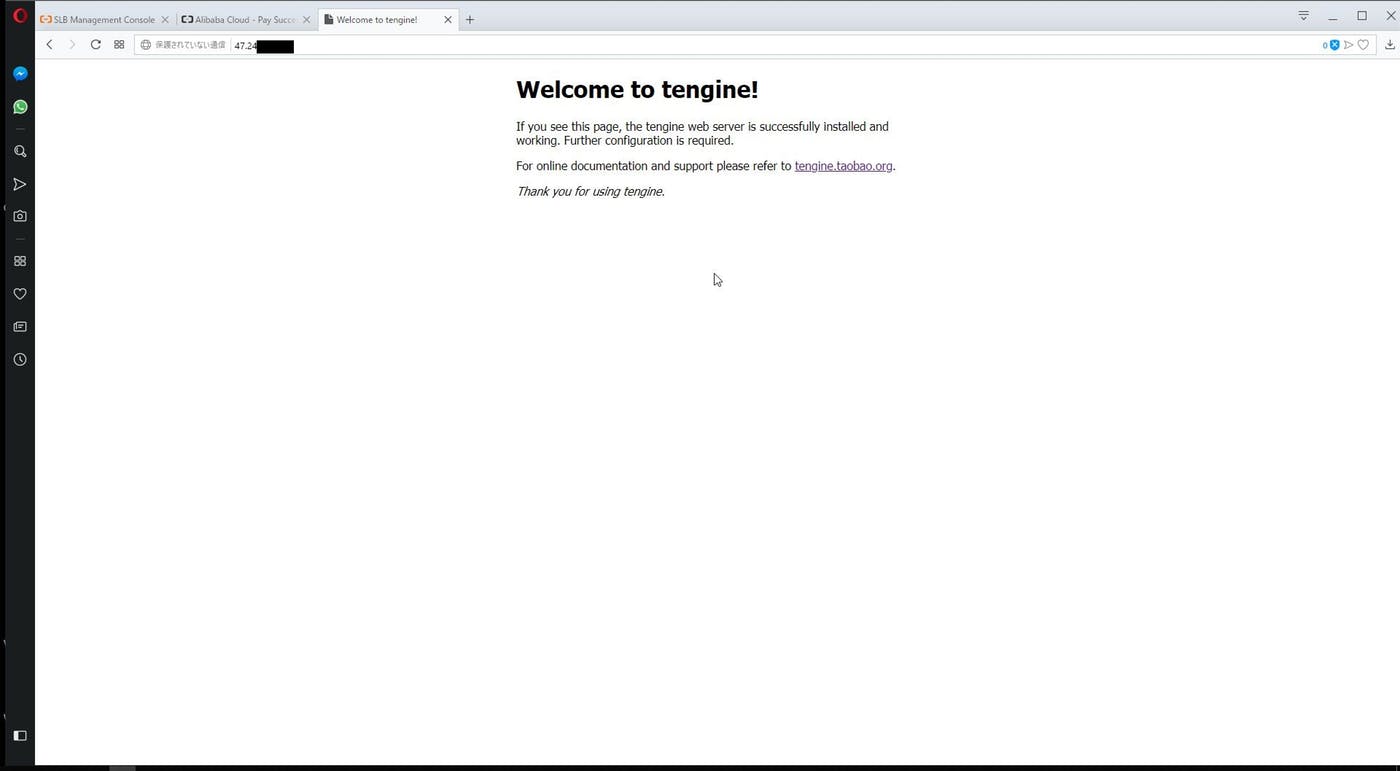 SLB Management Console
Alibaba Cloud - Pay Succe
Welcome to tengine!
保護されていない通信
47.24
0
Welcome to tengine!
If you see this page, the tengine web server is successfully installed and
working. Further configuration is required.
For online documentation and support please refer to tengine.taobao.org.
Thank you for using tengine.